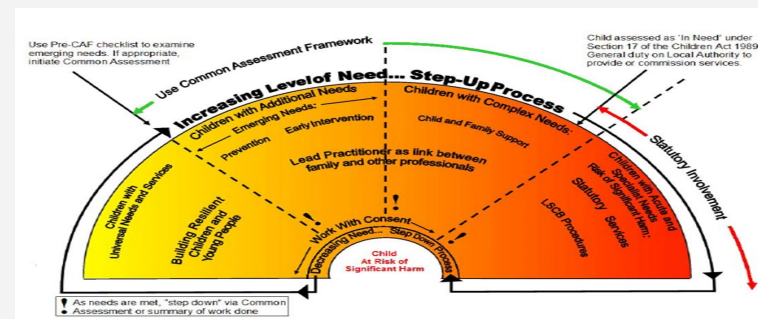 Use Pre-CAF checklist to examine
emerging needs. If appropriate,
initiate Common Assessment
Child assessed as 'In Need' under
Section 17 of the Children Act 1989
General duty on Local Authority to
provide or commission services.
Use Common Assessment Framework
Increasing Level of Need... Step-Up Process
Children with Additional Needs
Emerging Needs:
Prevention
Early Intervention
Children with Complex Needs:
Child and Family Support
Lead Practitioner as link between
family and other professionals
Statutory Involvement
Children with Acute and
Specialist Needs
Risk of Significant Harm:
Statutory Services
LSCB Procedures
Children with
Universal Needs and Services
Building Resilient
Children and
Young People
! Work With Consent ! !
Decreasing Need... Step Down Process
Child
At Risk of
Significant Harm
! As needs are met, "step down" via Common
Assessment or summary of work done